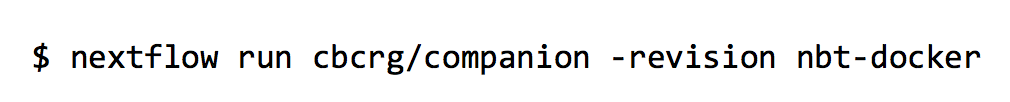 $ nextflow run cbcrg/companion -revision nbt-docker